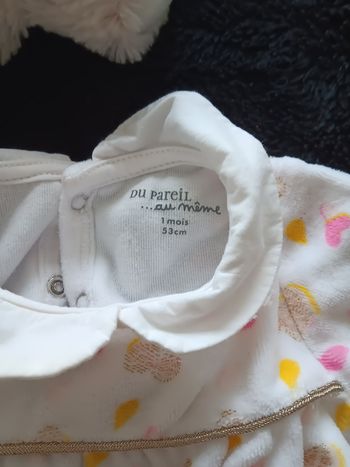 DU PAREIL
...au même
1 mois
53cm